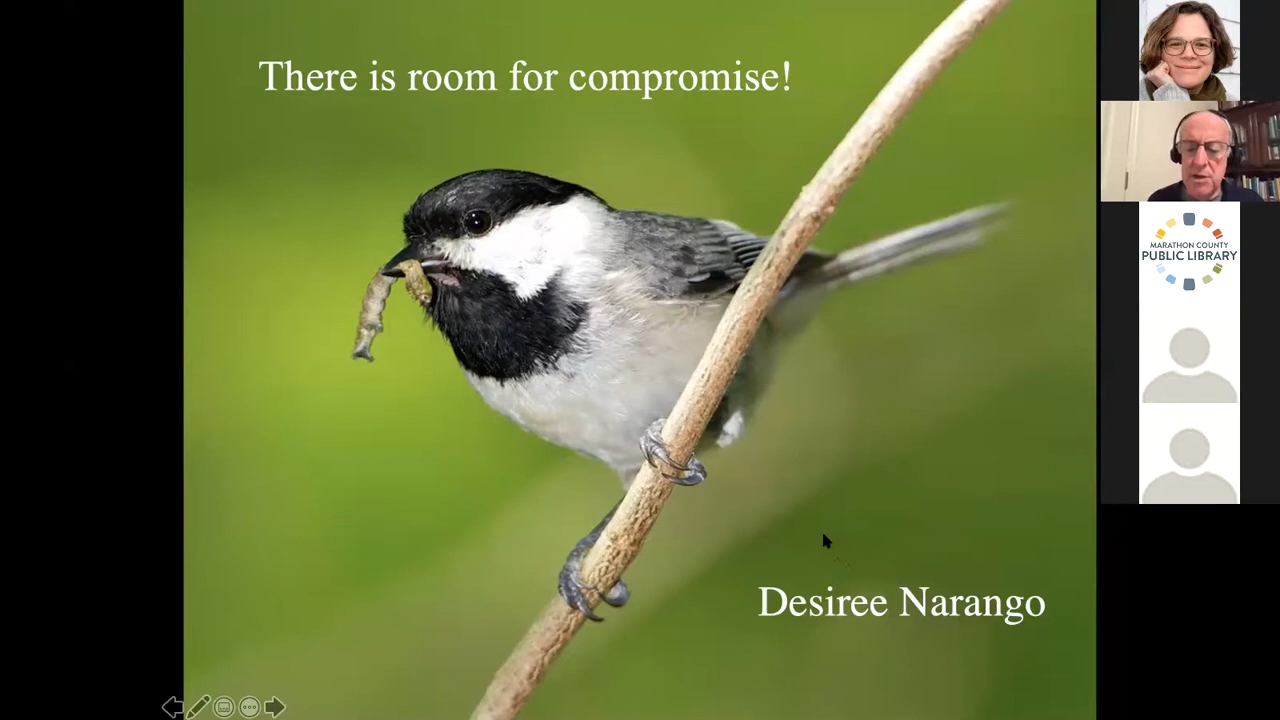 There is room for compromise!
Desiree Narango
MARATHON COUNTY
PUBLIC LIBRARY